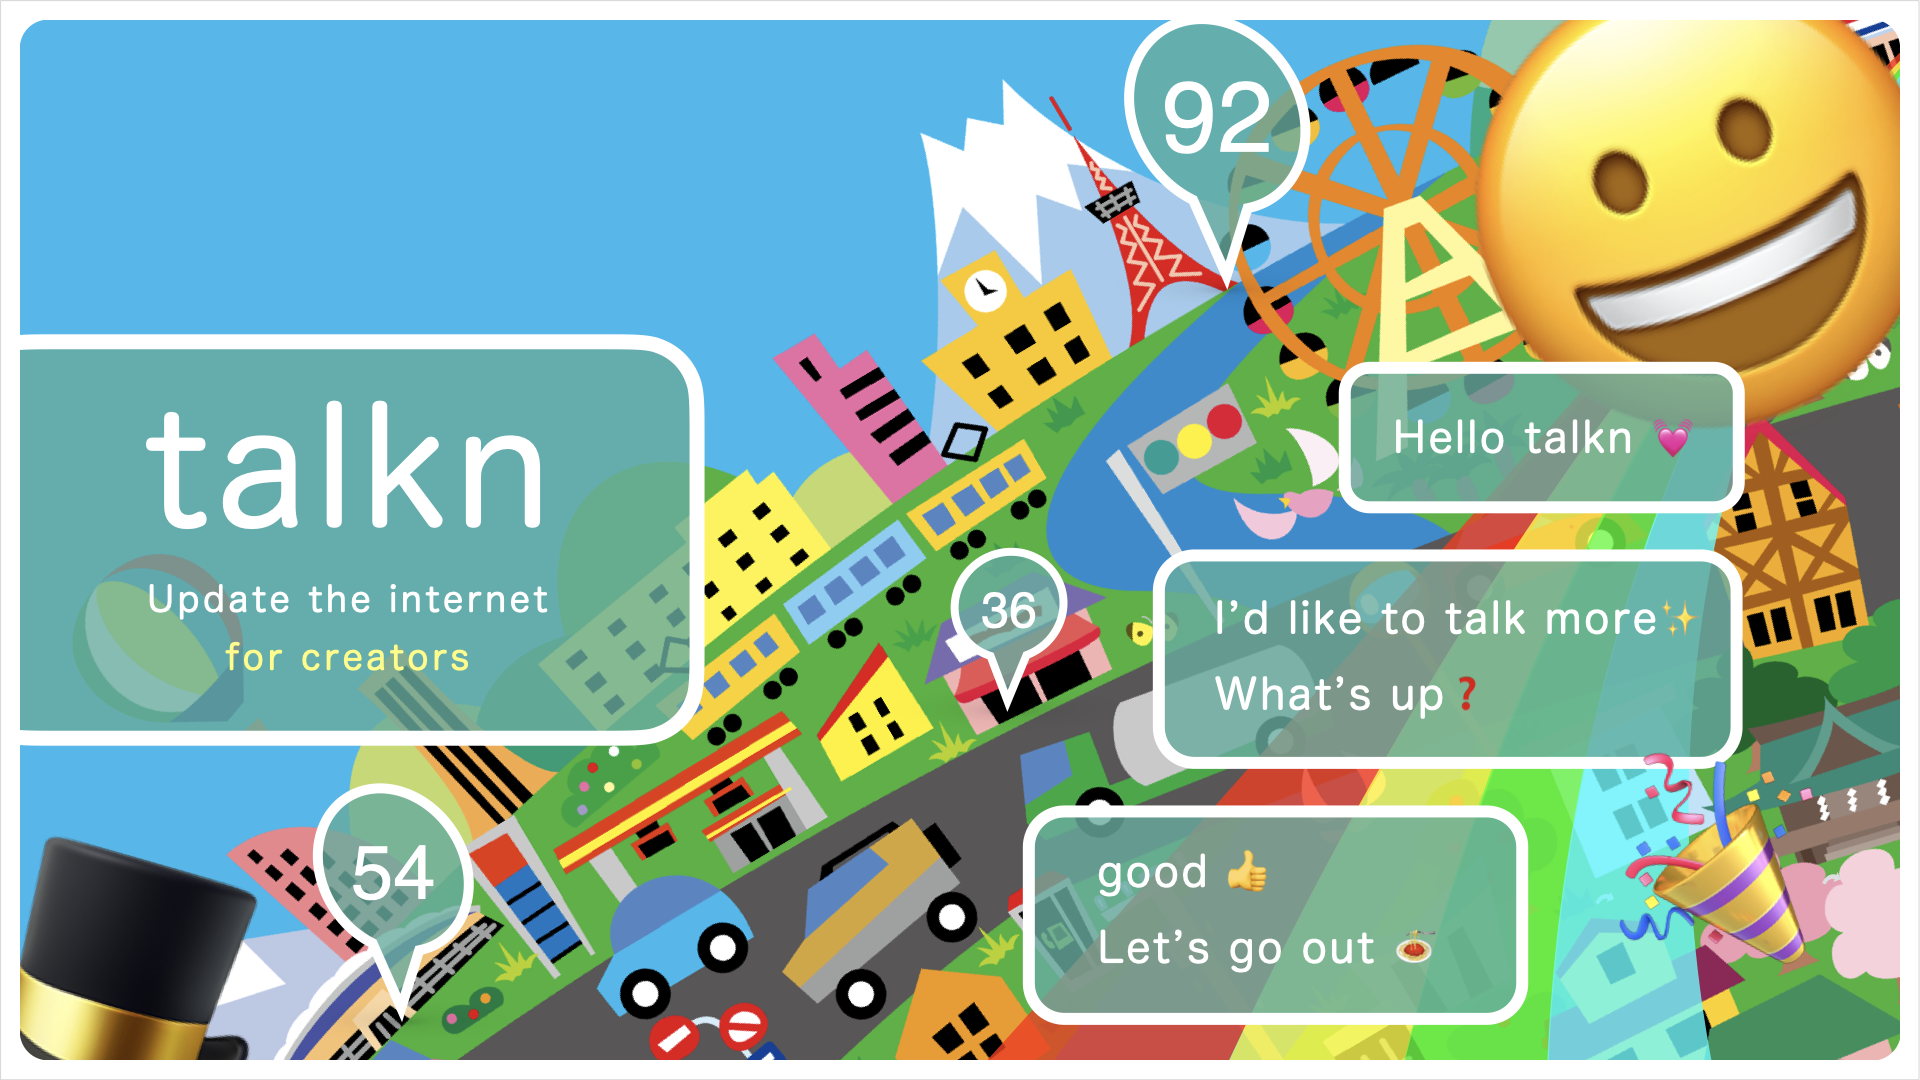 92
talkn
Update the internet
for creators
Hello talkn 💓
36
I’d like to talk more✨
What’s up❓
54
good 👍
Let’s go out 🍝